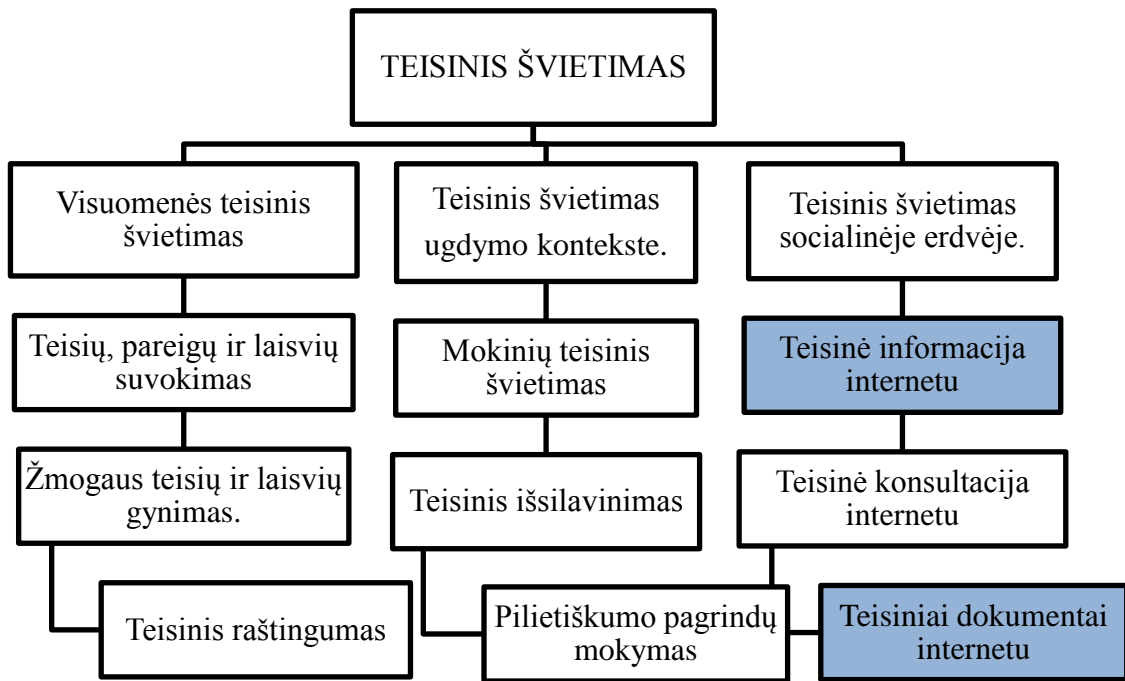 TEISINIS ŠVIETIMAS
Visuomenės teisinis
švietimas
Teisinis švietimas
ugdymo kontekste.
Teisinis švietimas
socialinėje erdvėje.
Teisių, pareigų ir laisvių
suvokimas
Mokinių teisinis
švietimas
Teisinė informacija
internetu
Žmogaus teisių ir laisvių
gynimas.
Teisinis išsilavinimas
Teisinė konsultacija
internetu
Teisinis raštingumas
Pilietiškumo pagrindų
mokymas
Teisiniai dokumentai
internetu